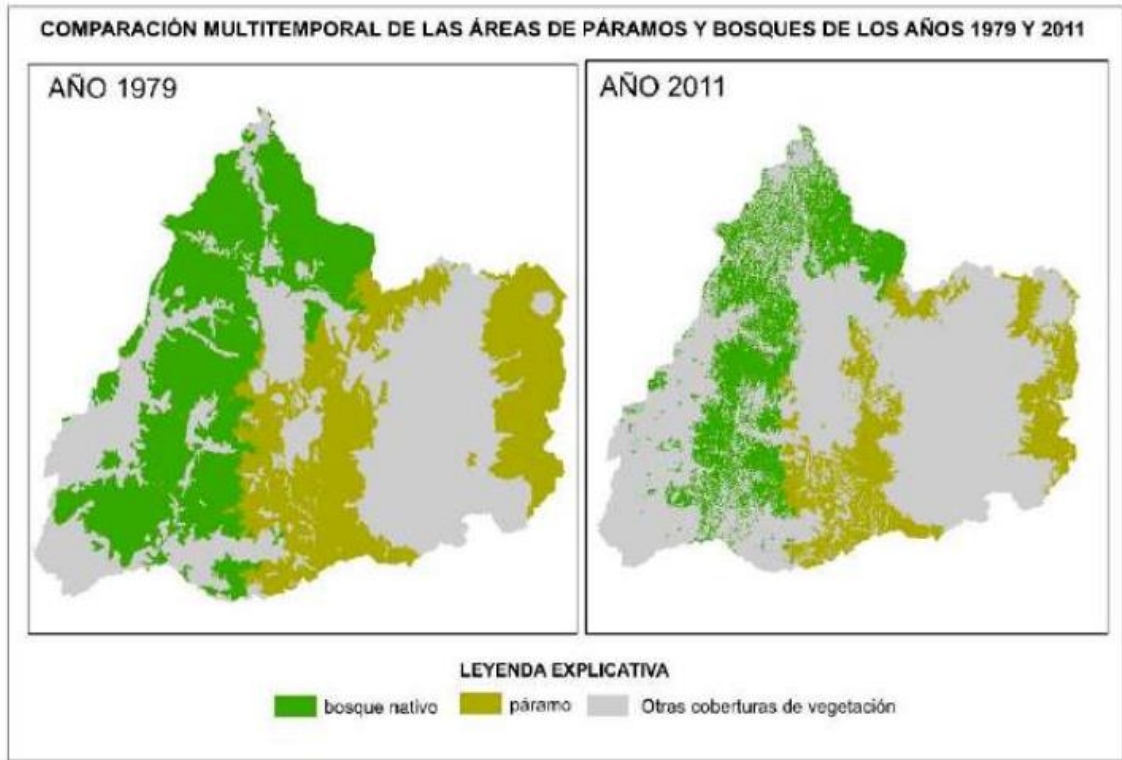 COMPARACIÓN MULTITEMPORAL DE LAS ÁREAS DE PÁRAMOS Y BOSQUES DE LOS AÑOS 1979 Y 2011
AÑO 1979
AÑO 2011
LEYENDA EXPLICATIVA
bosque nativo
páramo
Otras coberturas de vegetación